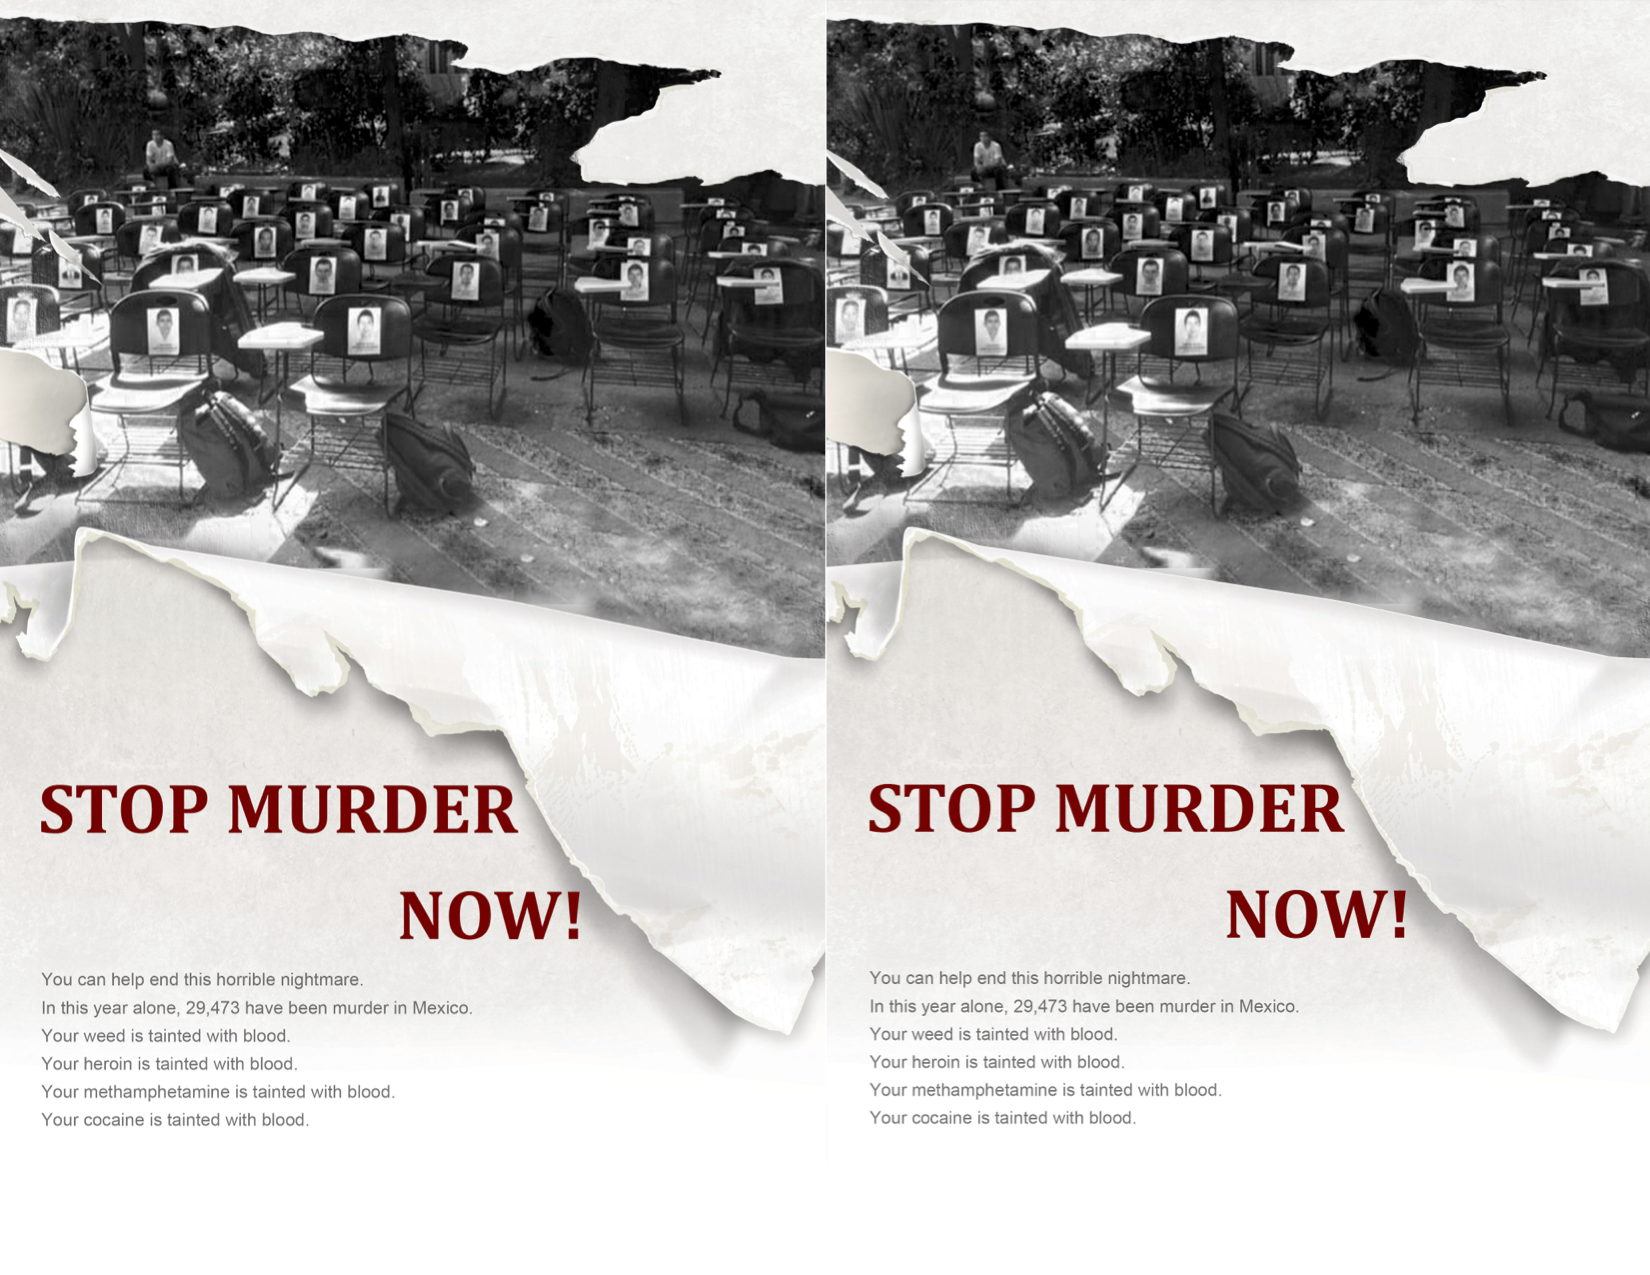 STOP MURDER
NOW!
You can help end this horrible nightmare.
In this year alone, 29,473 have been murder in Mexico.
Your weed is tainted with blood.
Your heroin is tainted with blood.
Your methamphetamine is tainted with blood.
Your cocaine is tainted with blood.
STOP MURDER
NOW!
You can help end this horrible nightmare.
In this year alone, 29,473 have been murder in Mexico.
Your weed is tainted with blood.
Your heroin is tainted with blood.
Your methamphetamine is tainted with blood.
Your cocaine is tainted with blood.